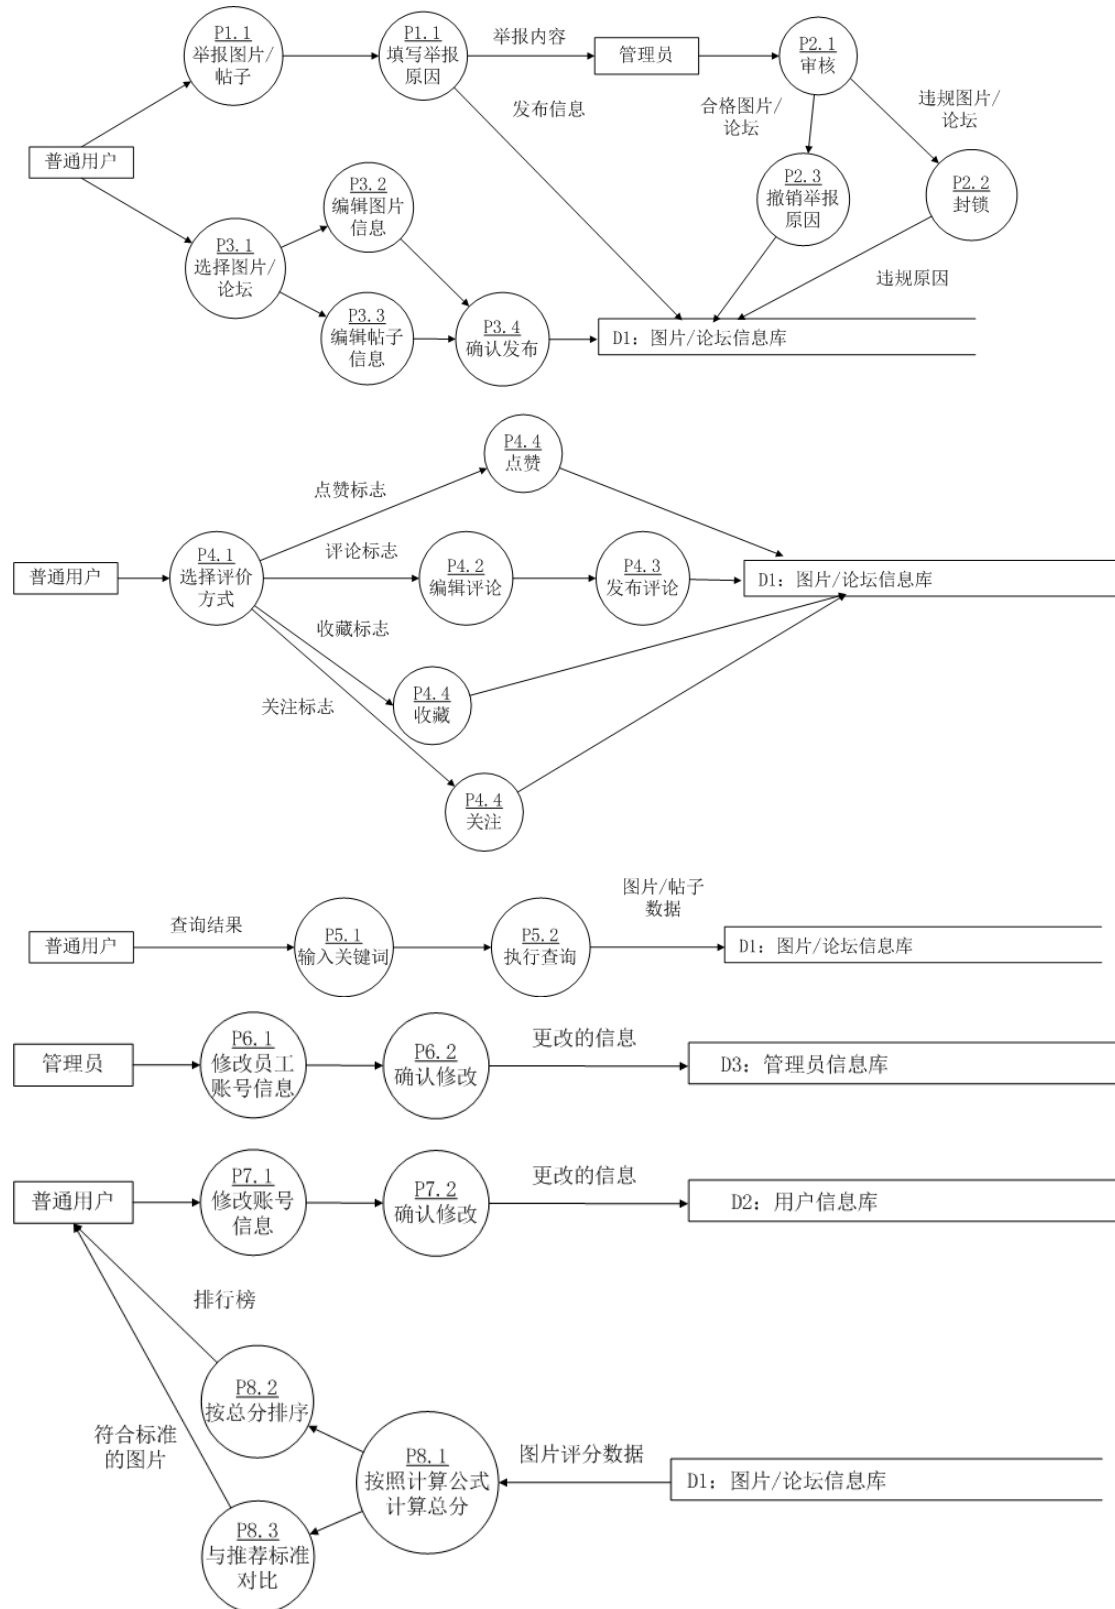 P1.1
举报图片/
帖子
P1.1
填写举报
原因
举报内容
管理员
P2.1
审核
发布信息
合格图片/
论坛
违规图片/
论坛
普通用户
P3.2
编辑图片
信息
P2.3
撤销举报
原因
P2.2
封锁
P3.1
选择图片/
论坛
违规原因
P3.3
编辑帖子
信息
P3.4
确认发布
D1: 图片/论坛信息库
P4.4
点赞
点赞标志
普通用户
P4.1
选择评价
方式
评论标志
P4.2
编辑评论
P4.3
发布评论
D1: 图片/论坛信息库
收藏标志
P4.4
收藏
关注标志
P4.4
关注
普通用户
查询结果
P5.1
输入关键词
P5.2
执行查询
图片/帖子
数据
D1: 图片/论坛信息库
管理员
P6.1
修改员工
账号信息
P6.2
确认修改
更改的信息
D3: 管理员信息库
普通用户
P7.1
修改账号
信息
P7.2
确认修改
更改的信息
D2: 用户信息库
排行榜
P8.2
按总分排序
符合标准
的图片
P8.1
按照计算公式
计算总分
图片评分数据
D1: 图片/论坛信息库
P8.3
与推荐标准
对比